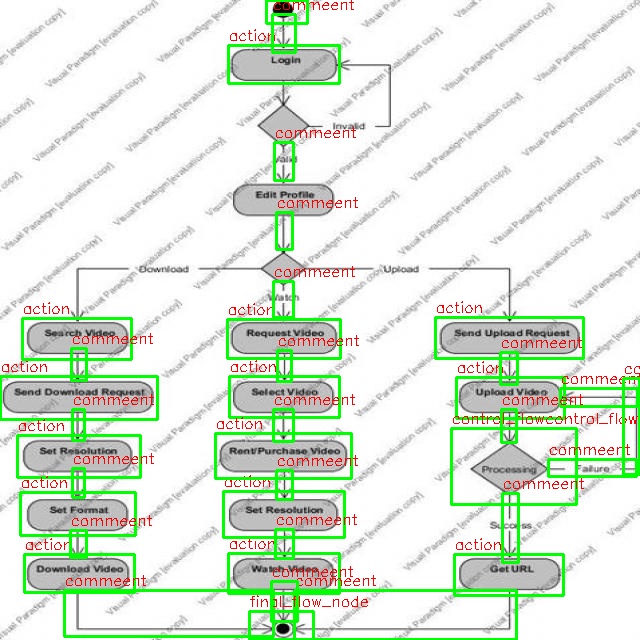 commeent
action
Login
Invalid
commeent
Valid
Edit Profile
commeent
Download
commeent
Upload
Watch
action
action
action
Search Video
Request Video
Send Upload Request
commeent
commeent
commeent
action
action
action
Send Download Request
Select Video
Upload Video
commeent
commeent
commeent
control_flow
control_flow
action
action
Set Resolution
Rent/Purchase Video
commeent
commeent
commeent
Processing
Failure
action
action
commeent
Set Format
Set Resolution
commeent
commeent
Success
action
action
action
Download Video
Watch Video
Get URL
commeent
commeent
commeent
final_flow_node
Visual Paradigm [evaluation copy]